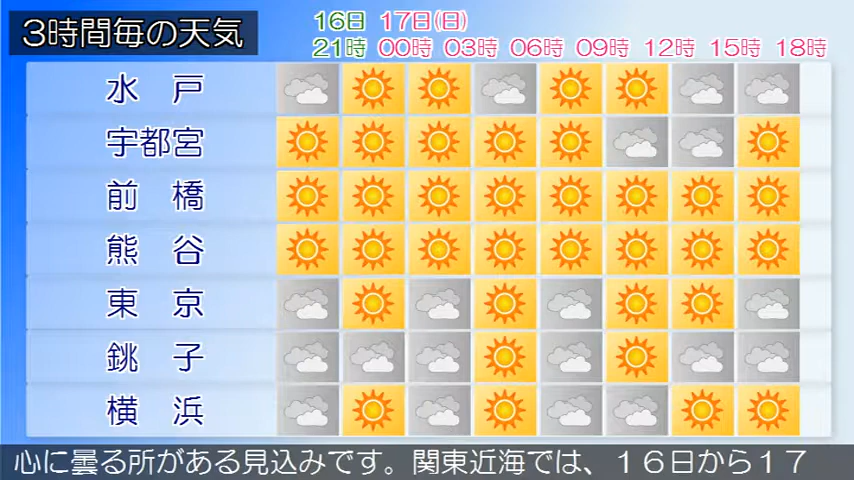 3時間毎の天気
16日 17日(日)
21時 00時 03時 06時 09時 12時 15時 18時
水 戸
宇都宮
前 橋
熊 谷
東 京
銚 子
横 浜
心に曇る所がある見込みです。関東近海では、１６日から１７